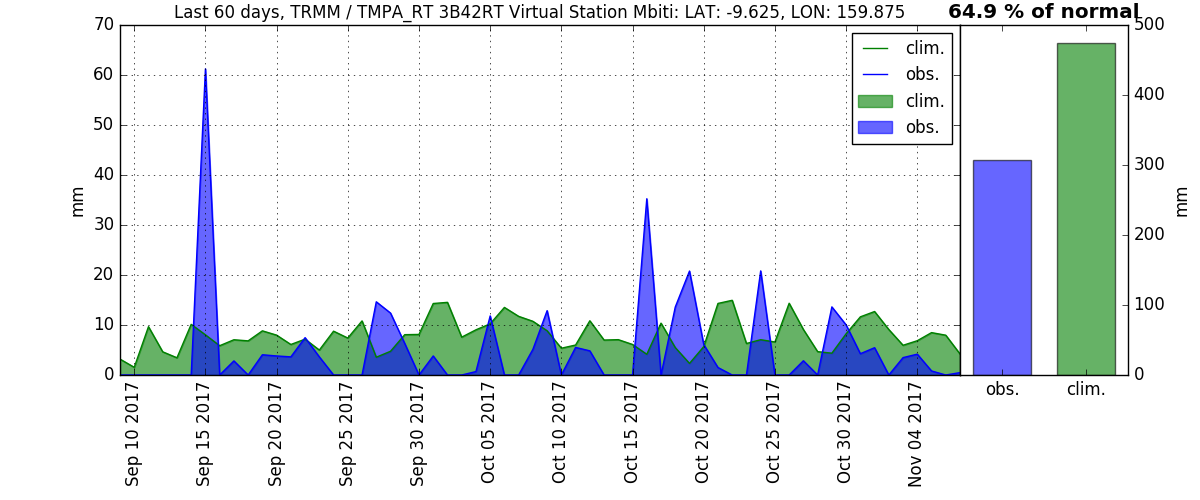 Last 60 days, TRMM / TMPA_RT 3B42RT Virtual Station Mbiti: LAT: -9.625, LON: 159.875
64.9 % of normal
70
60
50
40
30
20
10
0
mm
clim.
obs.
clim.
obs.
500
400
300
200
100
0
mm
Sep 10 2017
Sep 15 2017
Sep 20 2017
Sep 25 2017
Sep 30 2017
Oct 05 2017
Oct 10 2017
Oct 15 2017
Oct 20 2017
Oct 25 2017
Oct 30 2017
Nov 04 2017
obs.
clim.